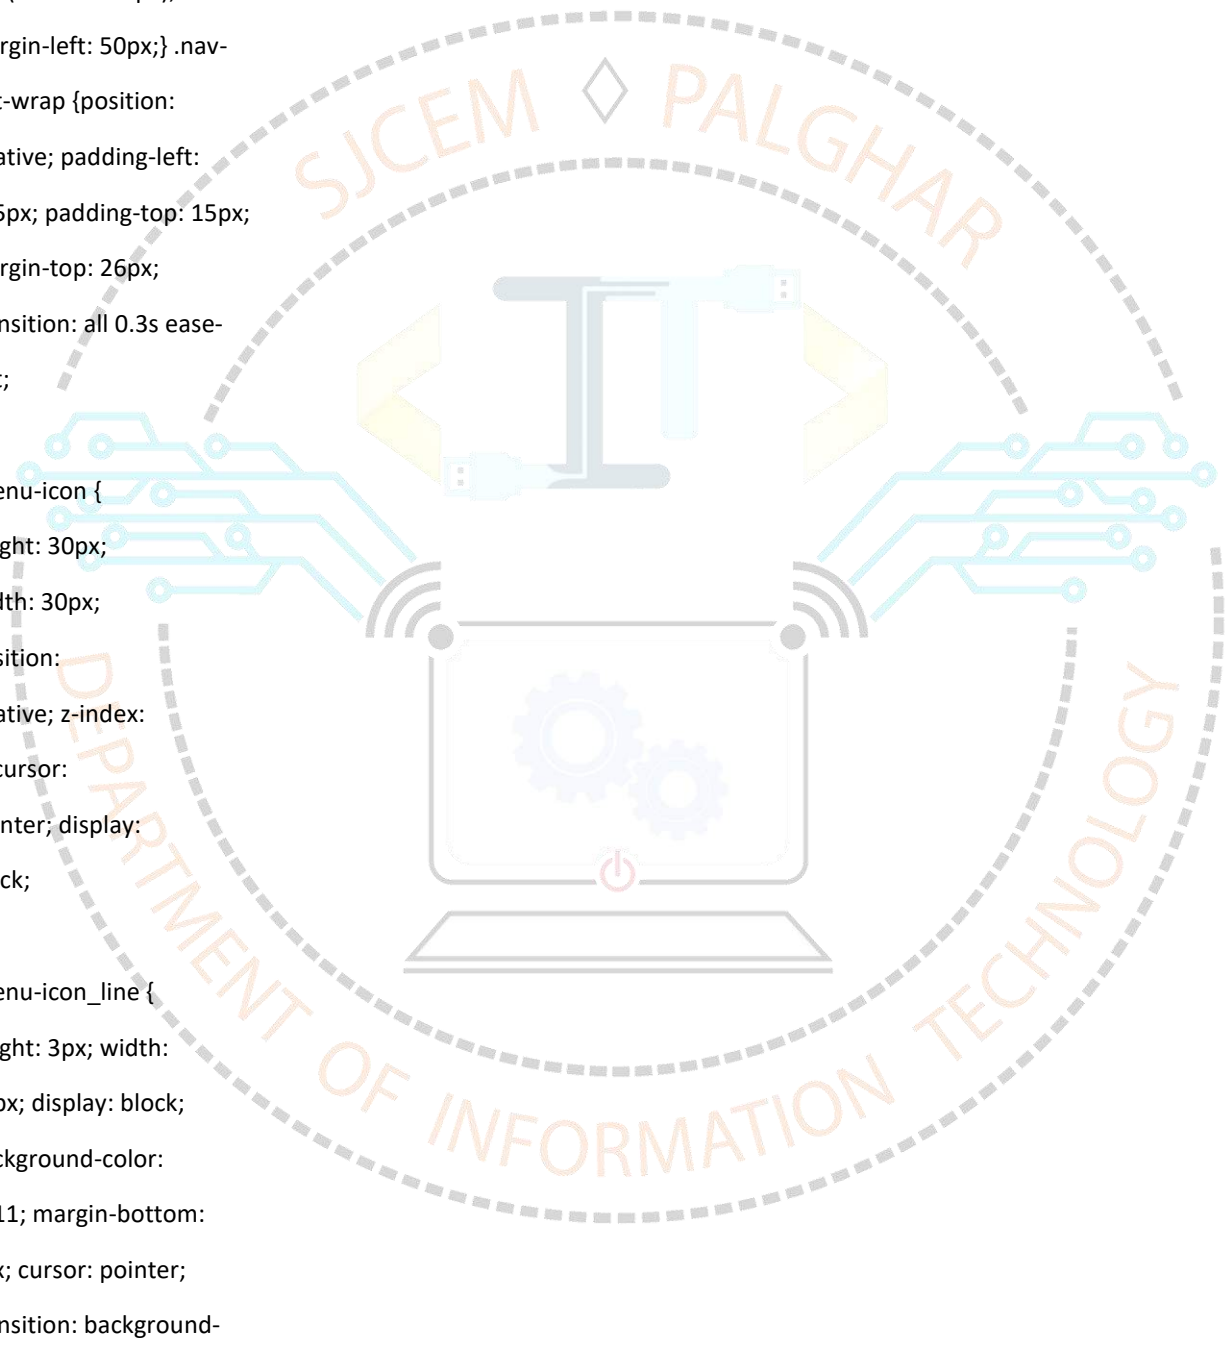 rgin-left: 50px;} .nav-
t-wrap {position:
ative; padding-left:
5px; padding-top: 15px;
rgin-top: 26px;
nsition: all 0.3s ease-
t;
enu-icon {
ght: 30px;
dth: 30px;
sition:
ative; z-index:
cursor:
nter; display:
ck;
enu-icon_line {
ght: 3px; width:
px; display: block;
ckground-color:
11; margin-bottom:
x; cursor: pointer;
nsition: background-
SJCEM ◊ PALGHAR
DEPARTMENT OF INFORMATION TECHNOLOGY